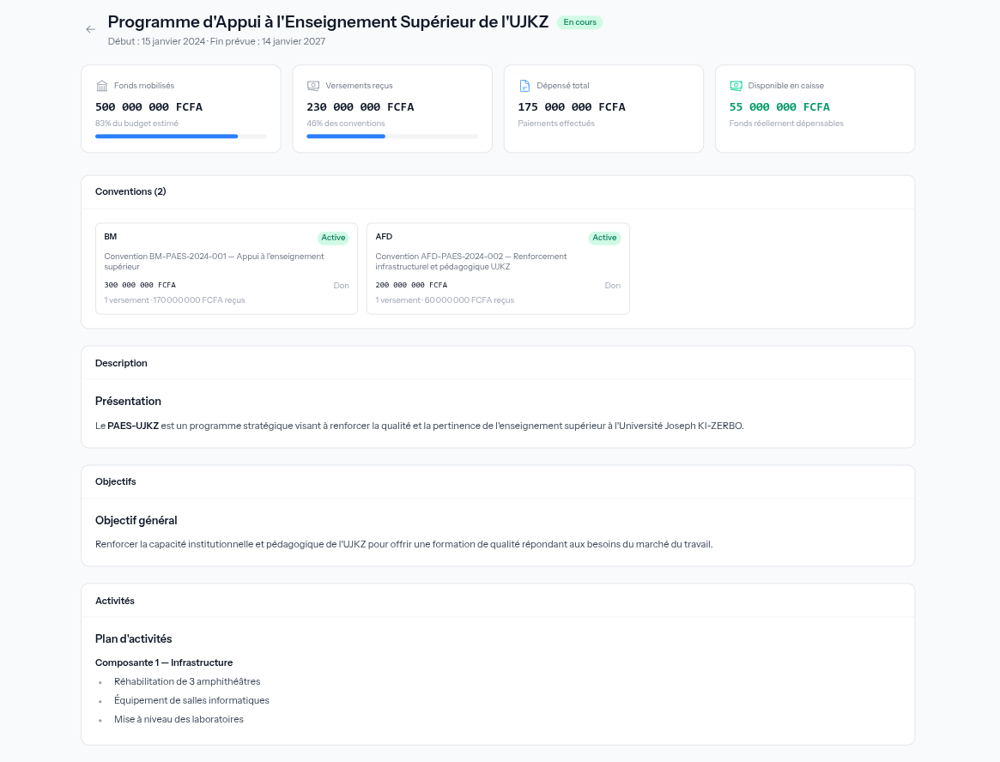 Programme d'Appui à l'Enseignement Supérieur de l'UJKZ En cours
Début : 15 janvier 2024 · Fin prévue : 14 janvier 2027
Fonds mobilisés
500 000 000 FCFA
83% du budget estimé
Versements reçus
230 000 000 FCFA
46% des conventions
Dépensé total
175 000 000 FCFA
Paiements effectués
Disponible en caisse
55 000 000 FCFA
Fonds réellement dépensables
Conventions (2)
BM Active
Convention BM-PAES-2024-001 — Appui à l'enseignement
supérieur
300 000 000 FCFA Don
1 versement · 170 000 000 FCFA reçus
AFD Active
Convention AFD-PAES-2024-002 — Renforcement
infrastructurel et pédagogique UJKZ
200 000 000 FCFA Don
1 versement · 60 000 000 FCFA reçus
Description
Présentation
Le PAES-UJKZ est un programme stratégique visant à renforcer la qualité et la pertinence de l'enseignement supérieur à l'Université Joseph KI-ZERBO.
Objectifs
Objectif général
Renforcer la capacité institutionnelle et pédagogique de l'UJKZ pour offrir une formation de qualité répondant aux besoins du marché du travail.
Activités
Plan d'activités
Composante 1 — Infrastructure
• Réhabilitation de 3 amphithéâtres
• Équipement de salles informatiques
• Mise à niveau des laboratoires